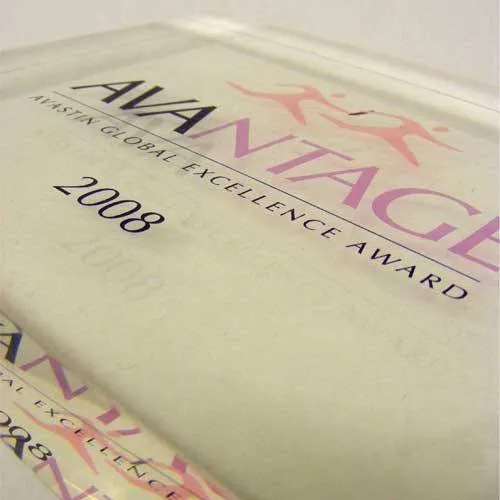 AVANTAGE
AVASTIN GLOBAL EXCELLENCE AWARD
2008